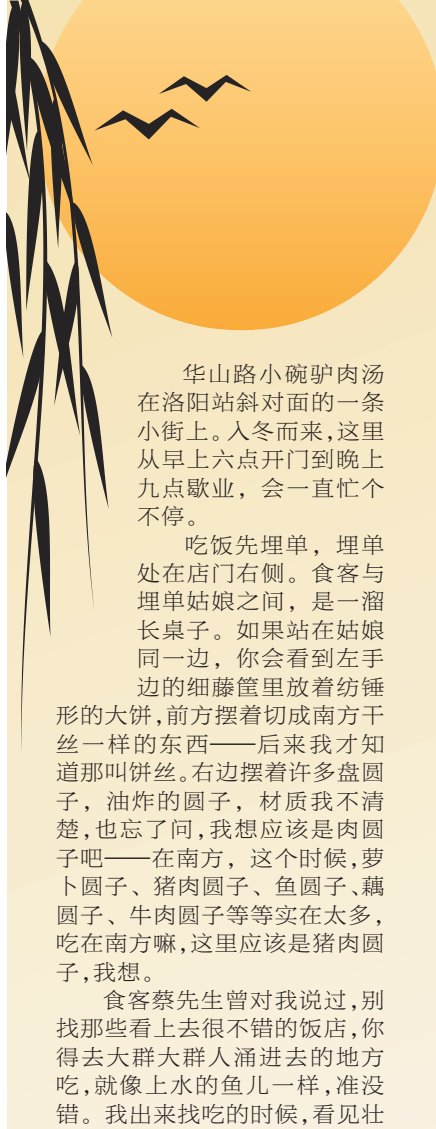 华山路小碗驴肉汤
在洛阳站斜对面的一条
小街上。入冬而来,这里
从早上六点开门到晚上
九点歇业，会一直忙个
不停。
吃饭先埋单，埋单
处在店门右侧。食客与
埋单姑娘之间，是一溜
长桌子。如果站在姑娘
同一边，你会看到左手
边的细藤筐里放着纺锤
形的大饼,前方摆着切成南方干
丝一样的东西——后来我才知
道那叫饼丝。右边摆着许多盘圆
子，油炸的圆子，材质我不清
楚,也忘了问,我想应该是肉圆
子吧——在南方，这个时候,萝
卜圆子、猪肉圆子、鱼圆子、藕
圆子、牛肉圆子等等实在太多,
吃在南方嘛,这里应该是猪肉圆
子,我想。
食客蔡先生曾对我说过,别
找那些看上去很不错的饭店,你
得去大群大群人涌进去的地方
吃,就像上水的鱼儿一样,准没
错。我出来找吃的时候,看见壮